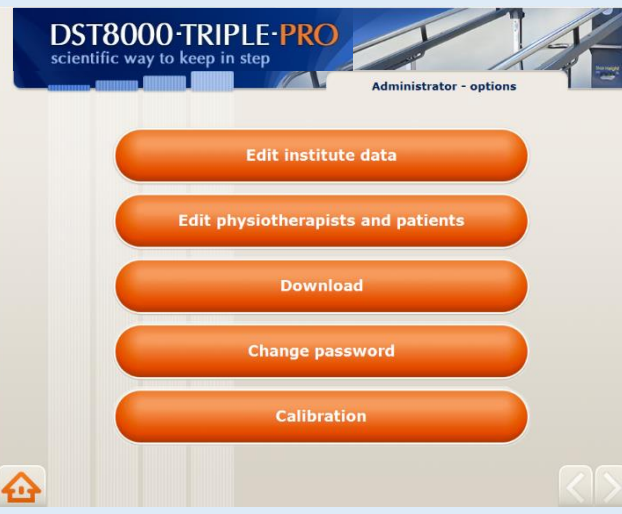 DST8000-TRIPLE-PRO
scientific way to keep in step
Administrator - options
Edit institute data
Edit physiotherapists and patients
Download
Change password
Calibration